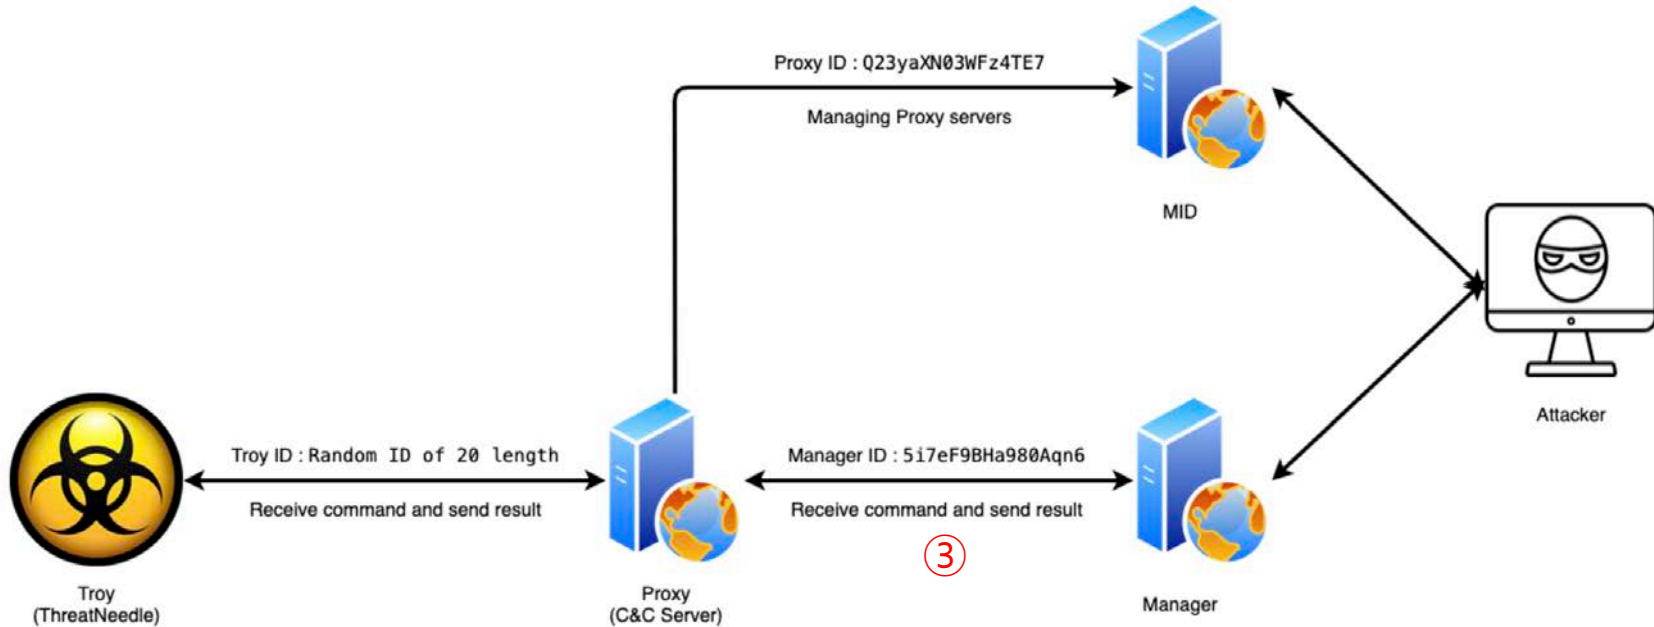 Proxy ID : Q23yaXN03WFz4TE7
Managing Proxy servers
MID
Attacker
Troy ID : Random ID of 20 length
Receive command and send result
Manager ID : 5i7eF9BHa980Aqn6
Receive command and send result
③
Troy
(ThreatNeedle)
Proxy
(C&C Server)
Manager